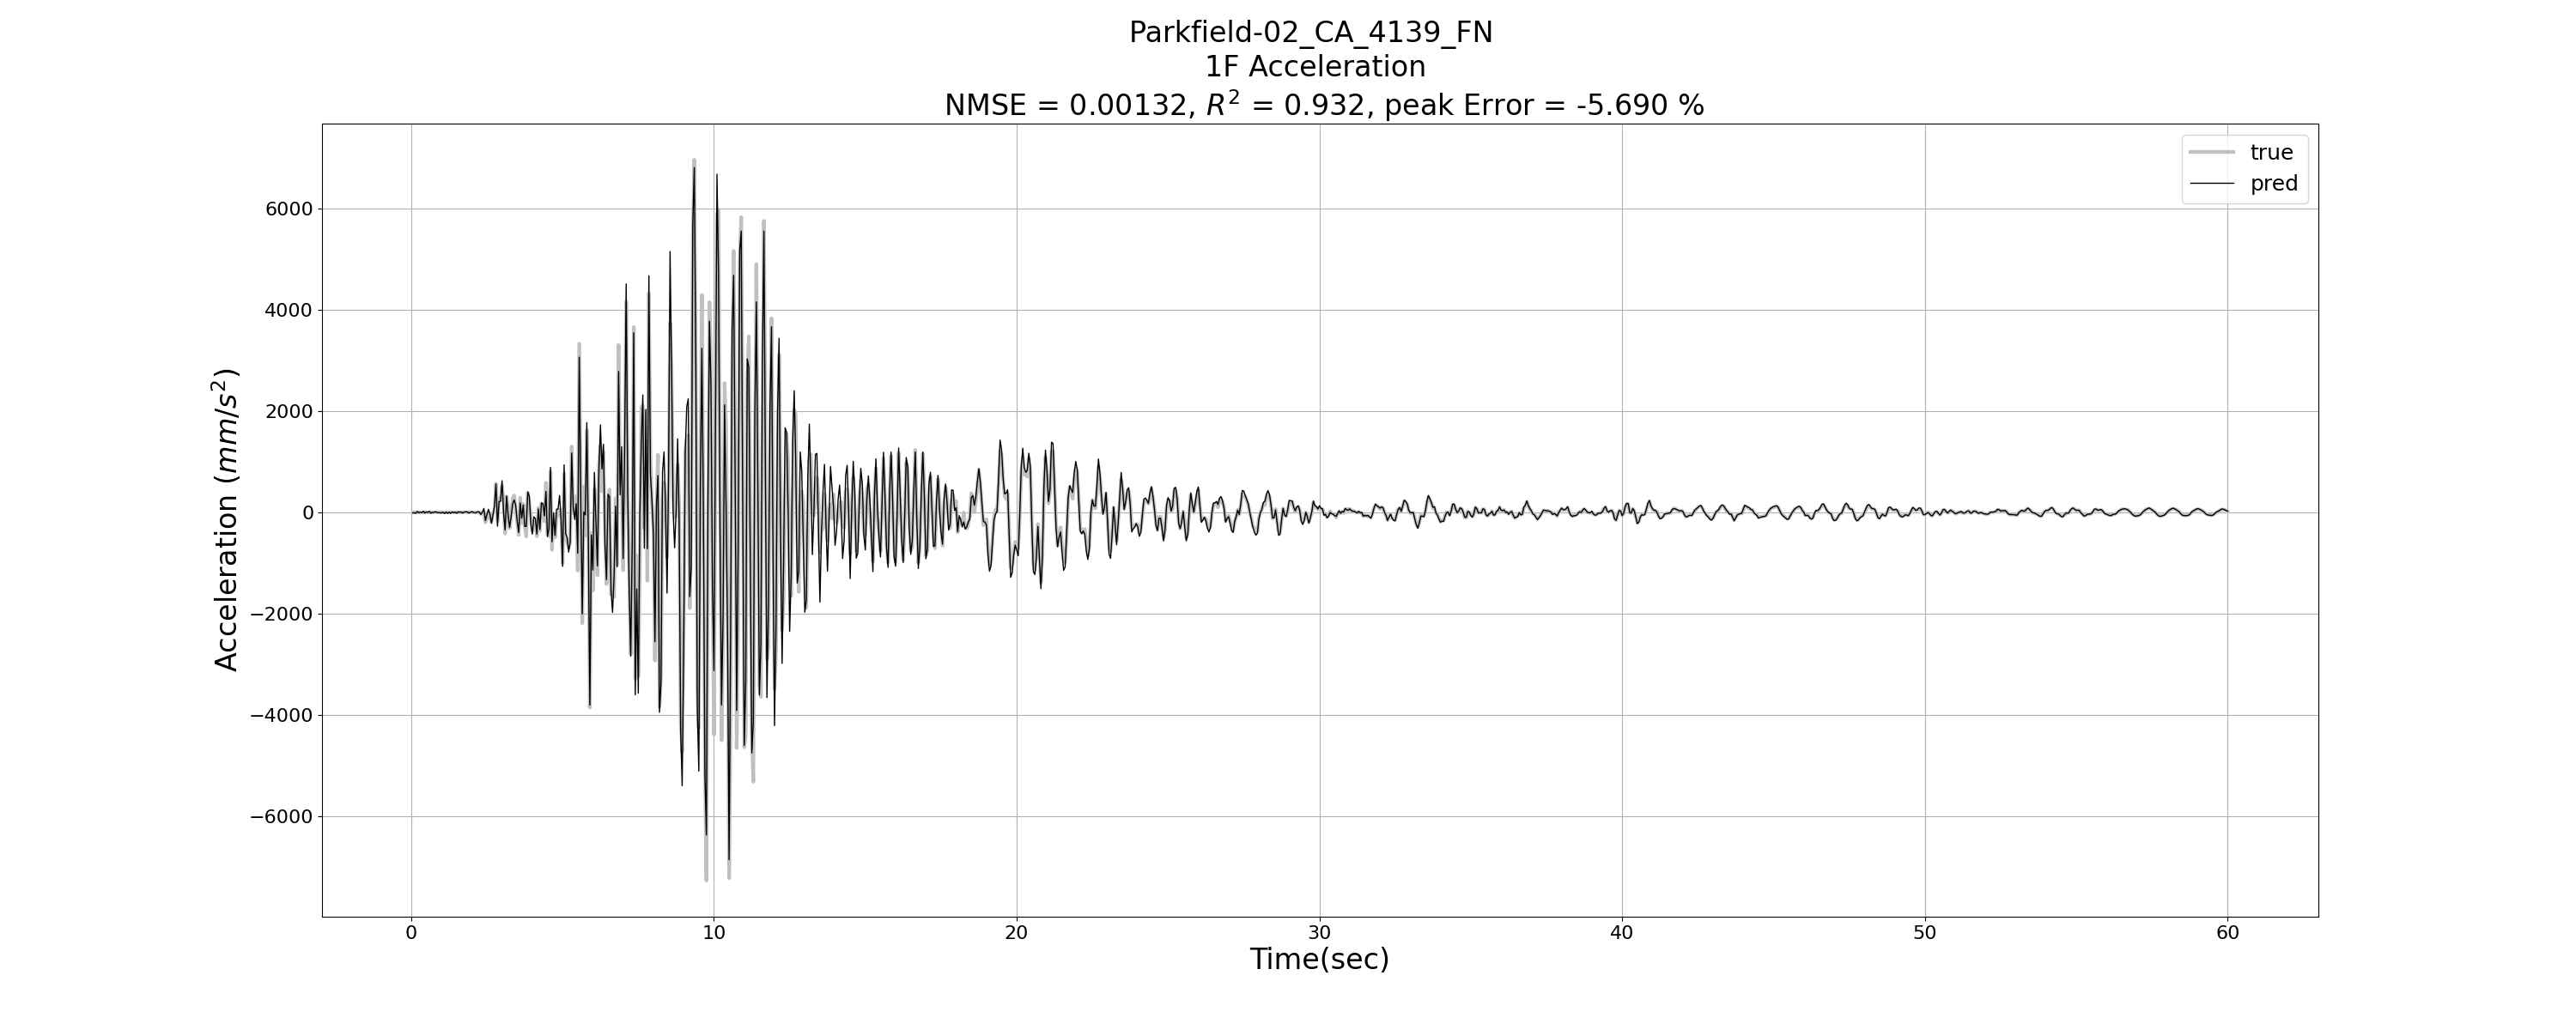 Parkfield-02_CA_4139_FN
1F Acceleration
NMSE = 0.00132, R² = 0.932, peak Error = -5.690 %
true
pred
6000
4000
2000
0
−2000
−4000
−6000
Acceleration (mm/s²)
0 10 20 30 40 50 60
Time(sec)